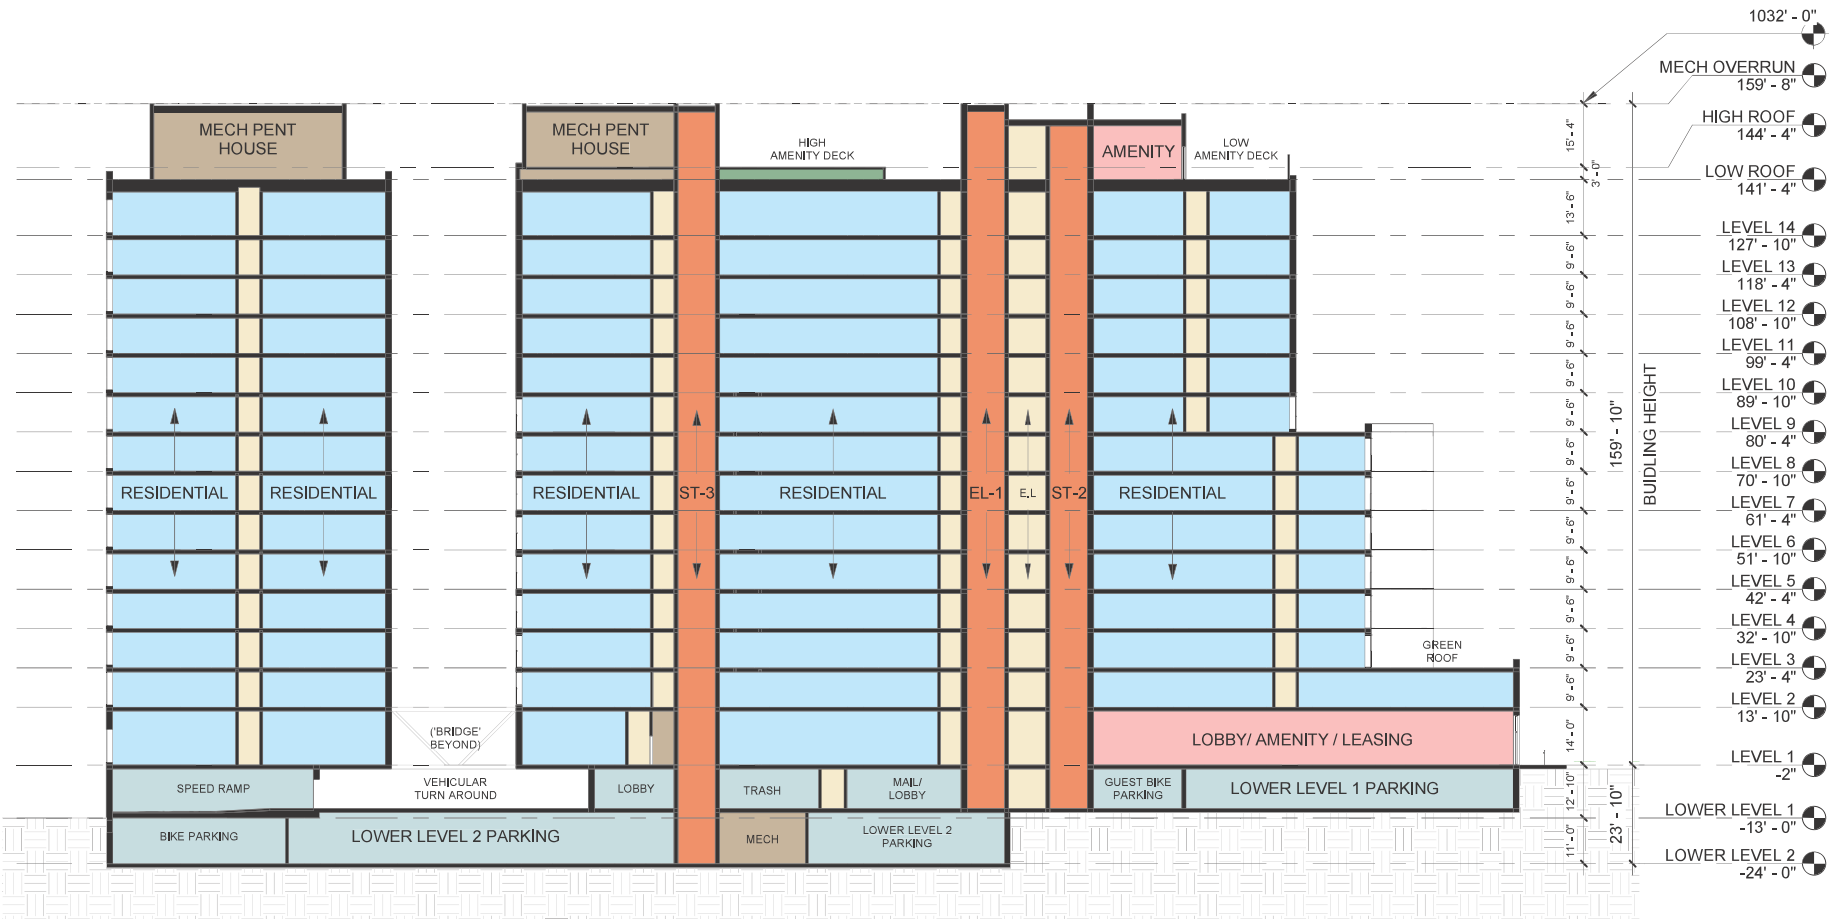 1032' - 0"
MECH OVERRUN
159' - 8"
HIGH ROOF
144' - 4"
LOW ROOF
141' - 4"
LEVEL 14
127' - 10"
LEVEL 13
118' - 4"
LEVEL 12
108' - 10"
LEVEL 11
99' - 4"
LEVEL 10
89' - 10"
LEVEL 9
80' - 4"
LEVEL 8
70' - 10"
LEVEL 7
61' - 4"
LEVEL 6
51' - 10"
LEVEL 5
42' - 4"
LEVEL 4
32' - 10"
LEVEL 3
23' - 4"
LEVEL 2
13' - 10"
LEVEL 1
-2"
LOWER LEVEL 1
-13' - 0"
LOWER LEVEL 2
-24' - 0"
MECH PENT
HOUSE
MECH PENT
HOUSE
HIGH
AMENITY DECK
AMENITY
LOW
AMENITY DECK
RESIDENTIAL
RESIDENTIAL
RESIDENTIAL
ST-3
RESIDENTIAL
EL-1
E.L
ST-2
RESIDENTIAL
GREEN
ROOF
('BRIDGE'
BEYOND)
LOBBY/ AMENITY / LEASING
SPEED RAMP
VEHICULAR
TURN AROUND
LOBBY
TRASH
MAIL/
LOBBY
GUEST BIKE
PARKING
LOWER LEVEL 1 PARKING
BIKE PARKING
LOWER LEVEL 2 PARKING
MECH
LOWER LEVEL 2
PARKING
15' - 4"
3' - 0"
13' - 6"
9' - 6"
9' - 6"
9' - 6"
9' - 6"
9' - 6"
9' - 6"
9' - 6"
9' - 6"
9' - 6"
9' - 6"
9' - 6"
9' - 6"
14' - 0"
12' - 10"
11' - 0"
159' - 10"
23' - 10"
BUIDLING HEIGHT